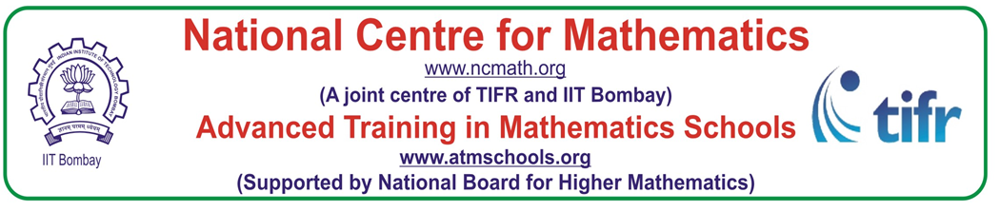 National Centre for Mathematics
www.ncmath.org
(A joint centre of TIFR and IIT Bombay)
Advanced Training in Mathematics Schools
www.atmschools.org
(Supported by National Board for Higher Mathematics)
INDIAN INSTITUTE OF TECHNOLOGY BOMBAY
भारतीय प्रौद्योगिकी संस्थान मुंबई
ज्ञानम् परमम् ध्येयम्
IIT Bombay
tifr